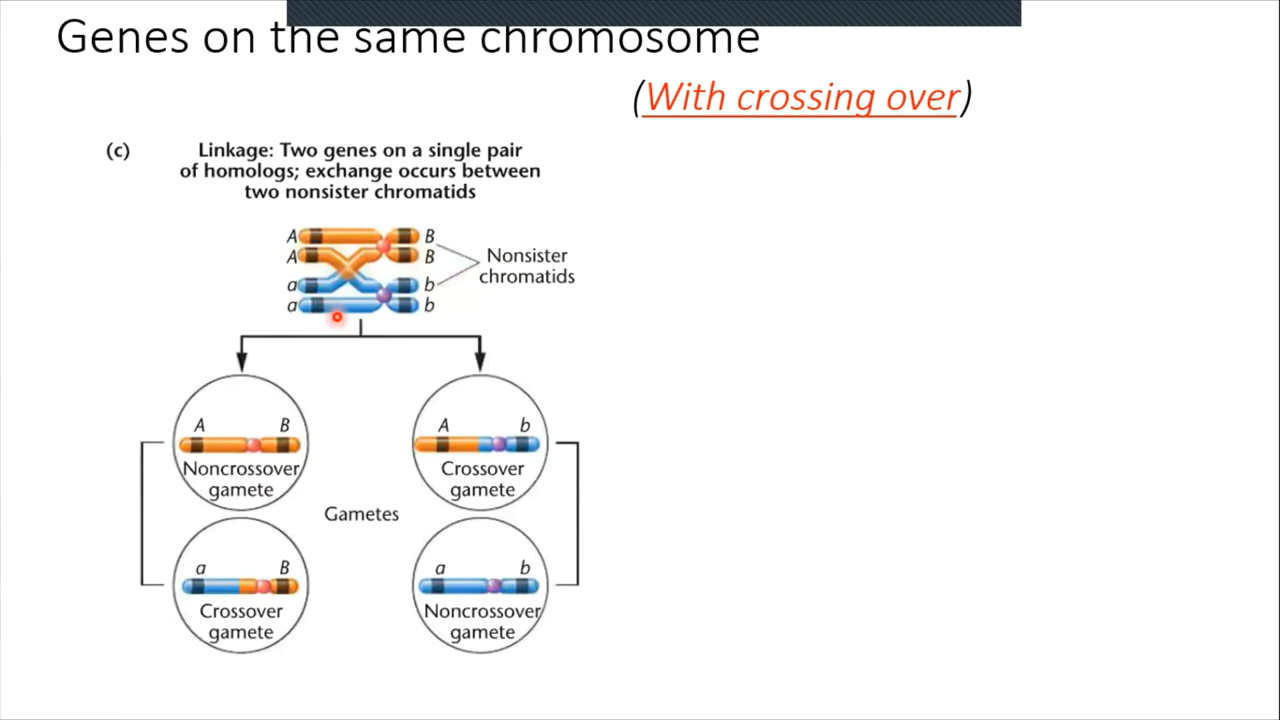 Genes on the same chromosome
(With crossing over)
(c)
Linkage: Two genes on a single pair
of homologs; exchange occurs between
two nonsister chromatids
A B
A B
a b
a b
Nonsister
chromatids
A B
Noncrossover
gamete
A b
Crossover
gamete
Gametes
a B
Crossover
gamete
a b
Noncrossover
gamete